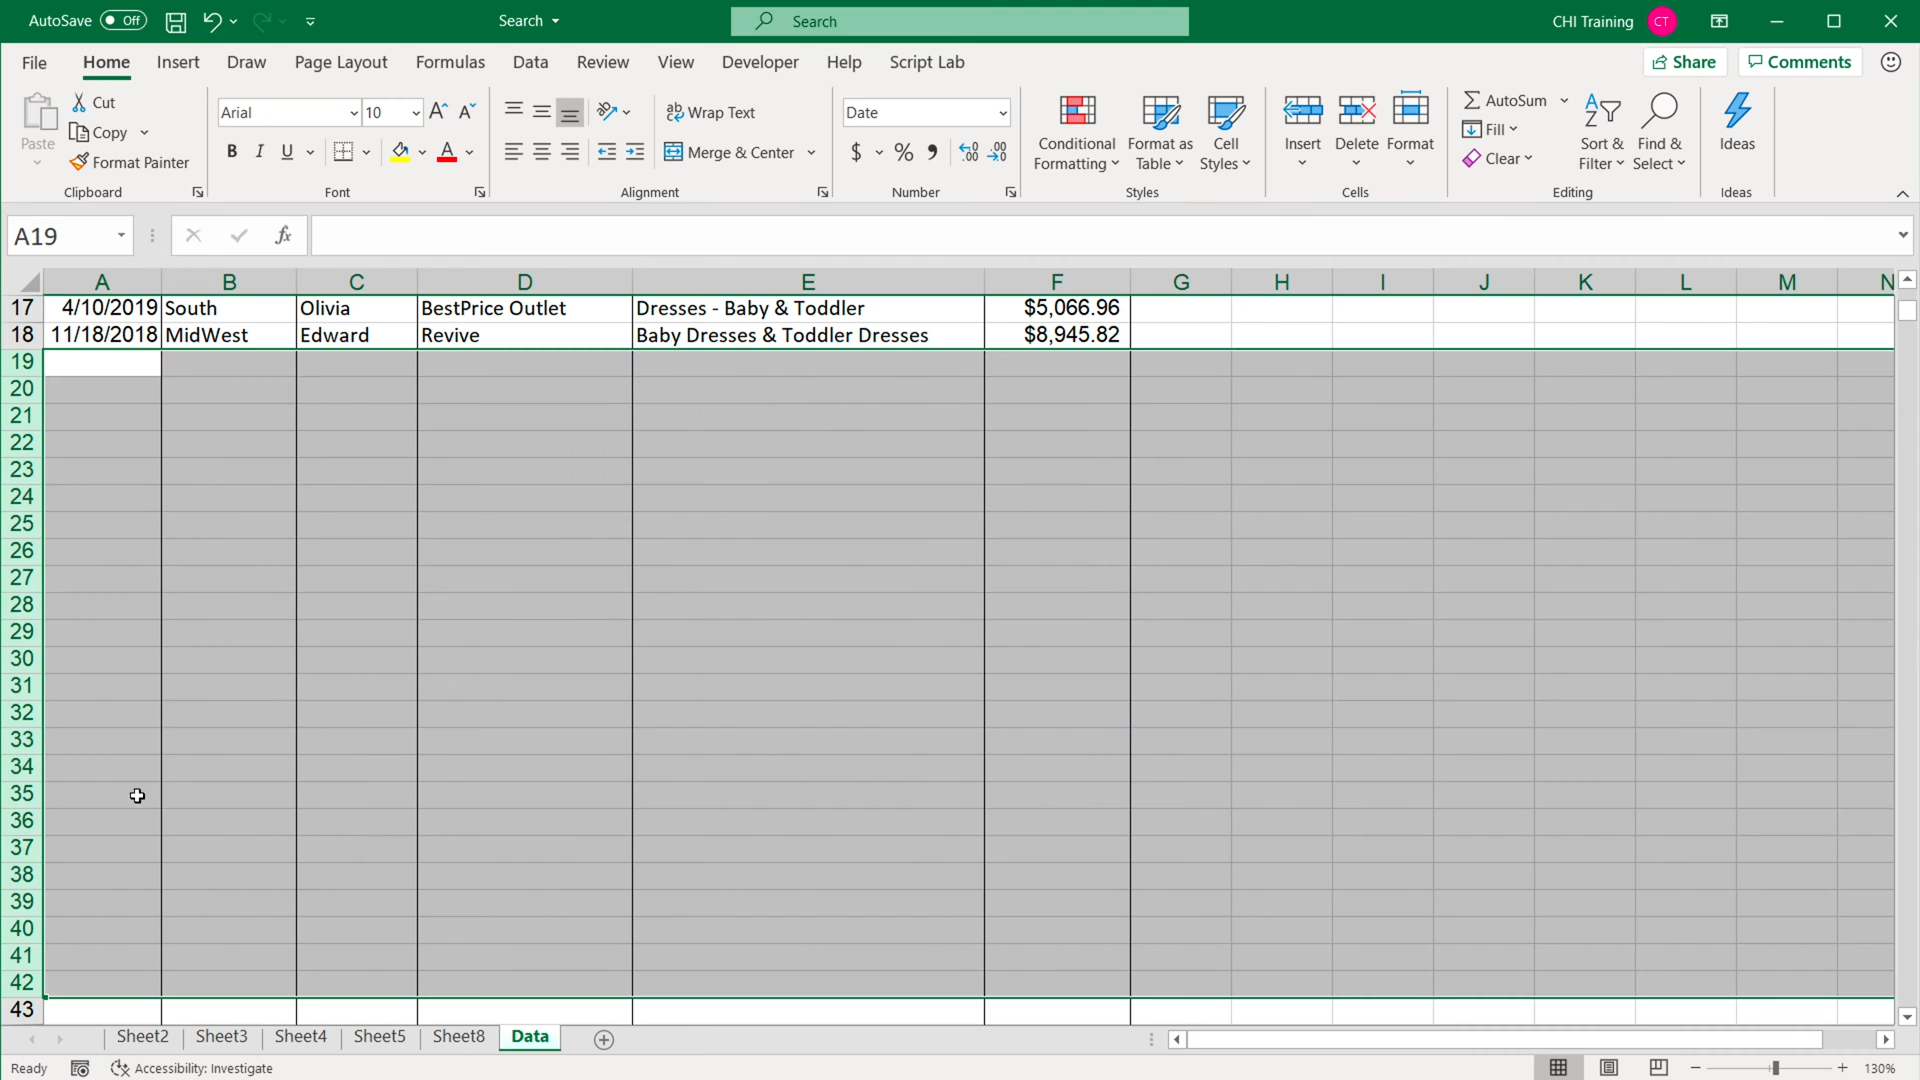 AutoSave Off Search Search CHI Training CT
File Home Insert Draw Page Layout Formulas Data Review View Developer Help Script Lab Share Comments
Paste Cut Arial 10 Wrap Text Date Conditional Formatting Format as Table Cell Styles Insert Delete Format AutoSum Sort & Filter Find & Select Ideas
Copy Fill
Format Painter B I U A Merge & Center $ % , Clear
Clipboard Font Alignment Number Styles Cells Editing Ideas
A19 fx
A B C D E F G H I J K L M N
17 4/10/2019 South Olivia BestPrice Outlet Dresses - Baby & Toddler $5,066.96
18 11/18/2018 MidWest Edward Revive Baby Dresses & Toddler Dresses $8,945.82
19
20
21
22
23
24
25
26
27
28
29
30
31
32
33
34
35
36
37
38
39
40
41
42
43
Sheet2 Sheet3 Sheet4 Sheet5 Sheet8 Data
Ready Accessibility: Investigate 130%